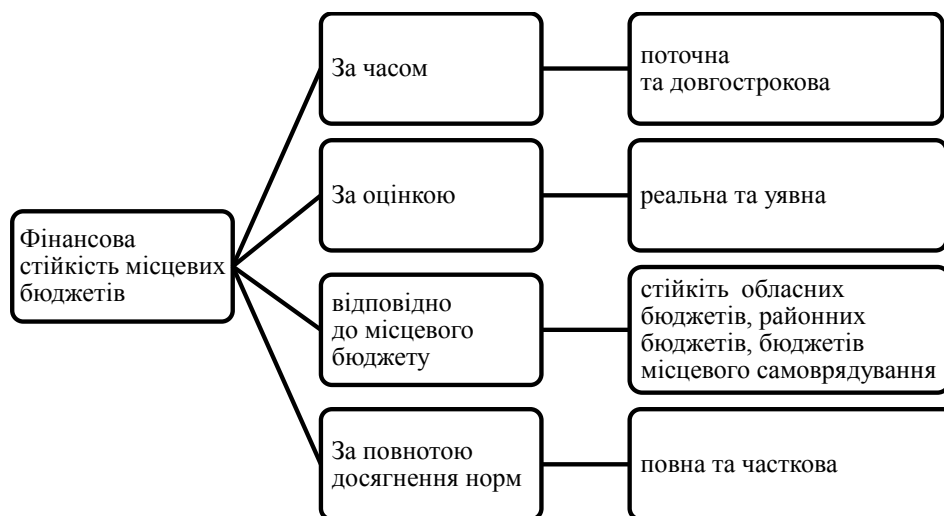 За часом
поточна
та довгострокова
За оцінкою
реальна та уявна
Фінансова
стійкість місцевих
бюджетів
відповідно
до місцевого
бюджету
стійкіть обласних
бюджетів, районних
бюджетів, бюджетів
місцевого самоврядування
За повнотою
досягнення норм
повна та часткова